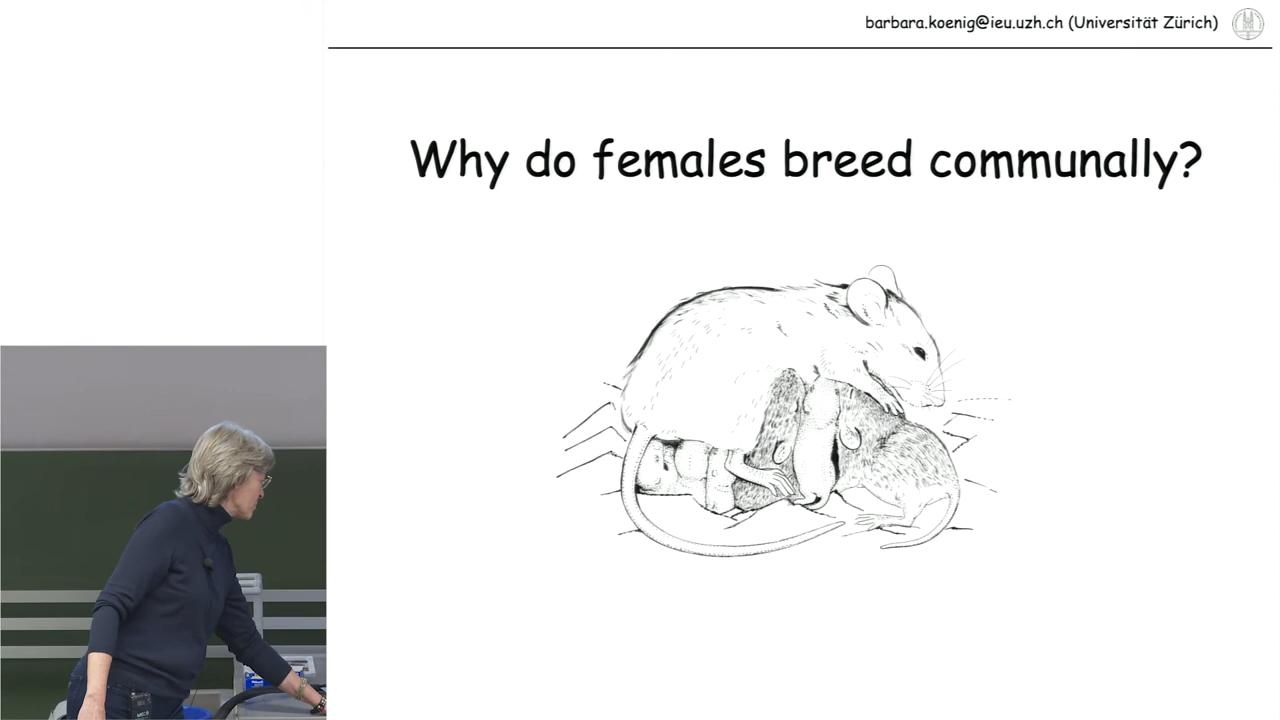 barbara.koenig@ieu.uzh.ch (Universität Zürich)
Why do females breed communally?